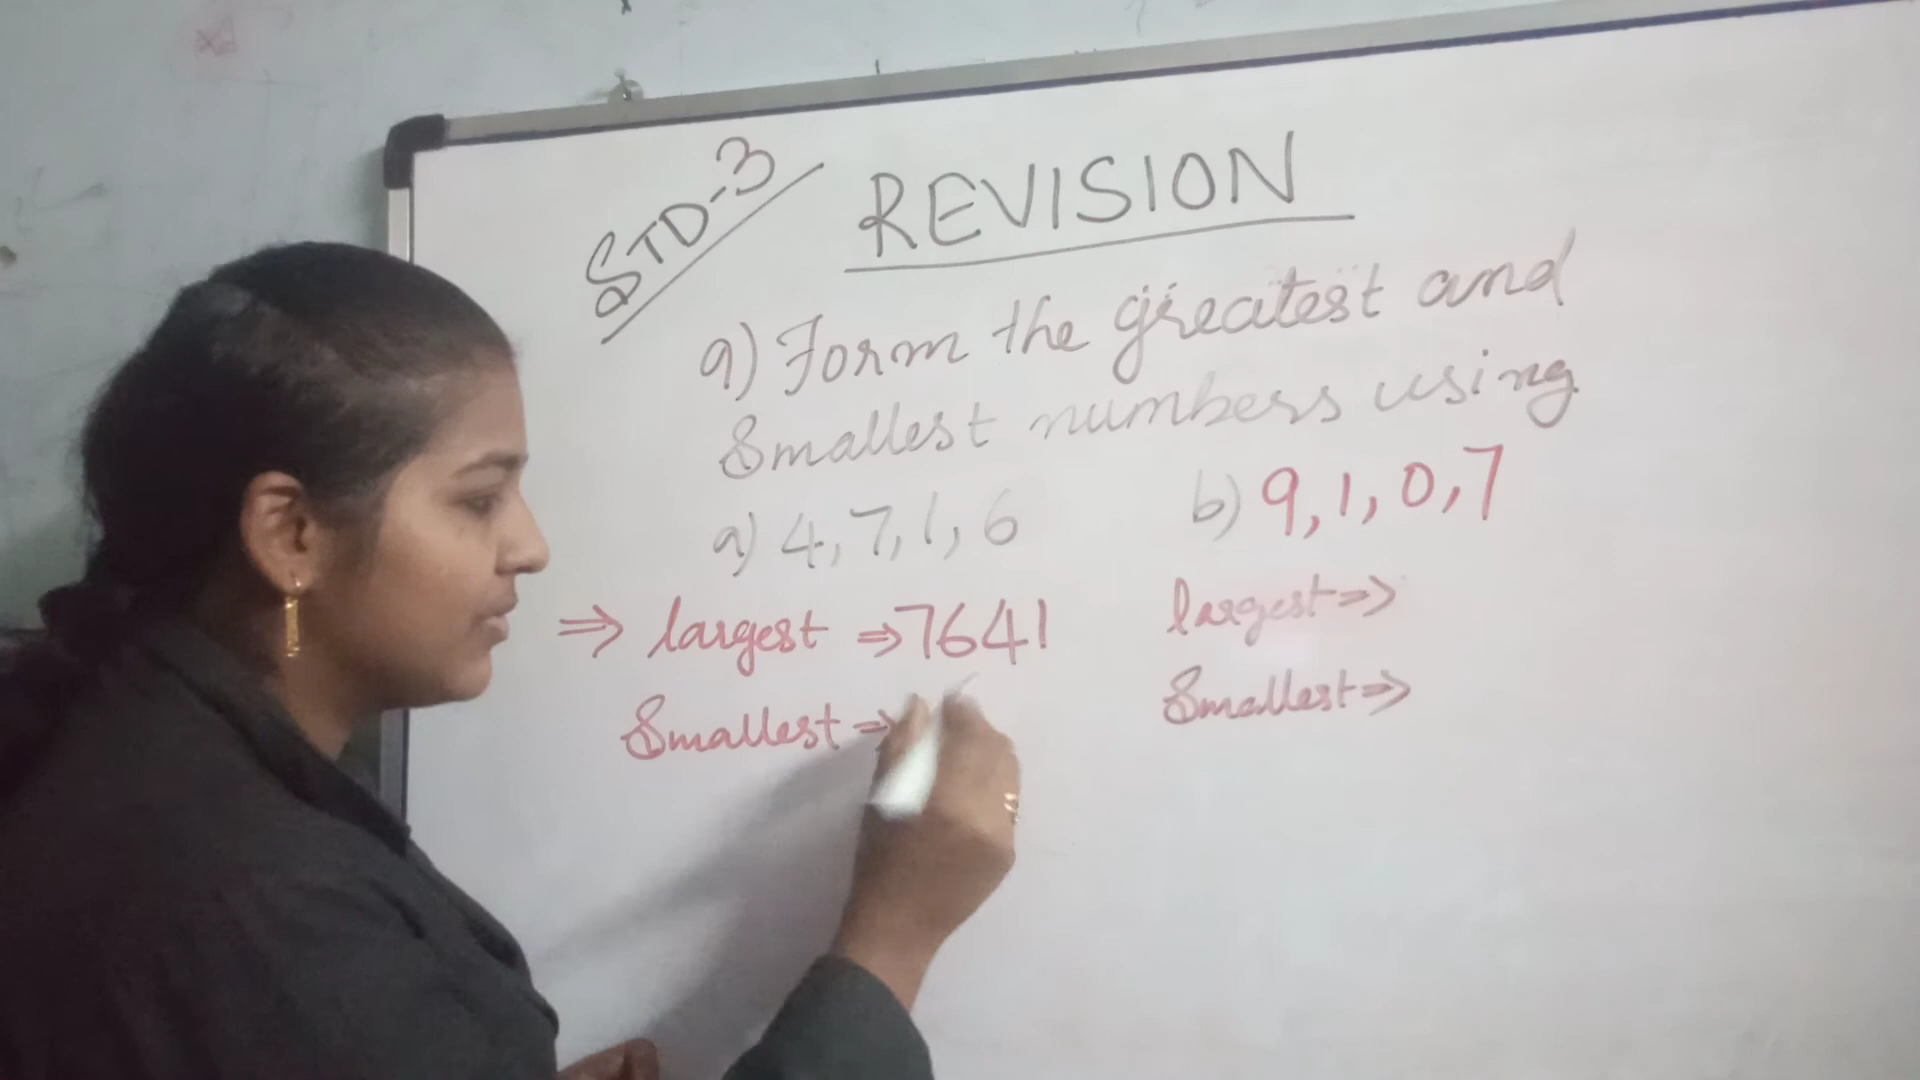 STD-3
REVISION
9) Form the greatest and
Smallest numbers using
a) 4, 7, 1, 6
b) 9, 1, 0, 7
⇒ largest ⇒ 7641
Smallest ⇒
largest ⇒
Smallest ⇒